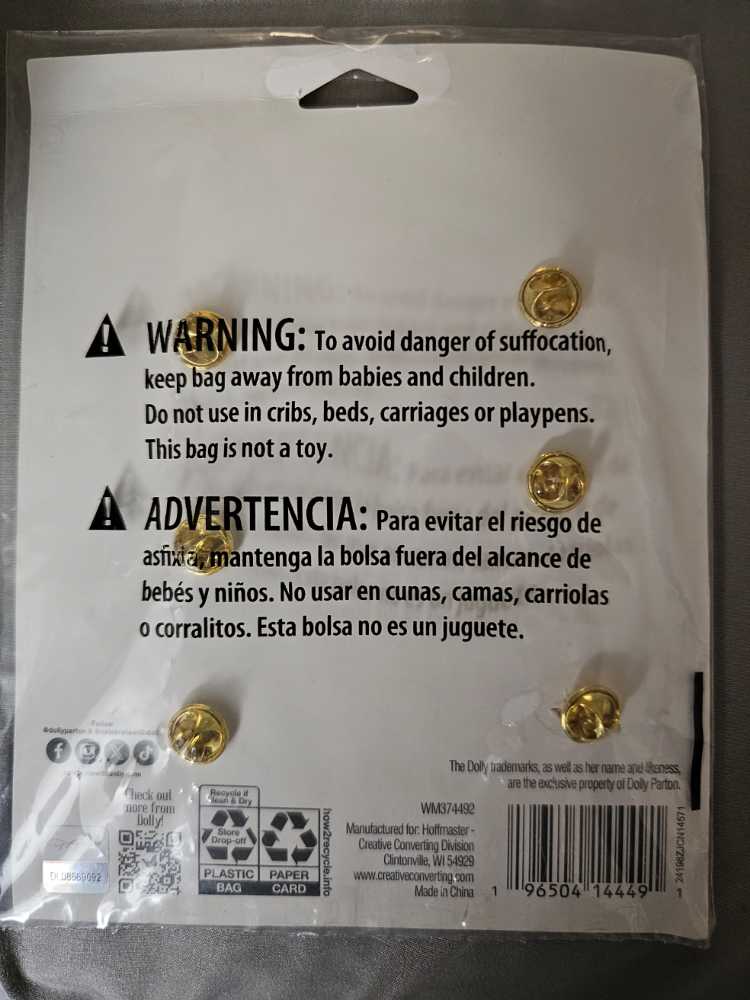 WARNING: To avoid danger of suffocation,
keep bag away from babies and children.
Do not use in cribs, beds, carriages or playpens.
This bag is not a toy.
ADVERTENCIA: Para evitar el riesgo de
asfixia, mantenga la bolsa fuera del alcance de
bebés y niños. No usar en cunas, camas, carriolas
o corralitos. Esta bolsa no es un juguete.
Follow
@dollyparton
Check out
more from
Dolly!
DLO8569092
Recycle if
Clean & Dry
Store
Drop-off
PLASTIC
BAG
PAPER
CARD
how2recycle.info
The Dolly trademarks, as well as her name and likeness,
are the exclusive property of Dolly Parton.
WM374492
Manufactured for: Hoffmaster -
Creative Converting Division
Clintonville, WI 54929
www.creativeconverting.com
Made in China
1 96504 14449 1
24196ZJCN14571